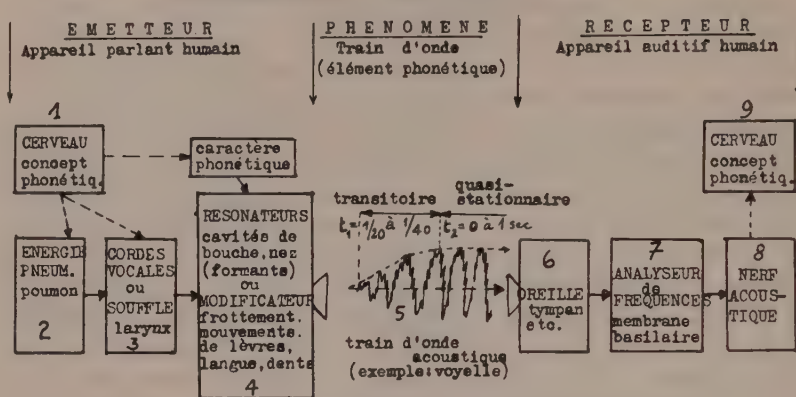 EMETTEUR
Appareil parlant humain
PHENOMENE
Train d'onde
(élément phonétique)
RECEPTEUR
Appareil auditif humain
1
CERVEAU
concept
phonétiq.
caractère
phonétique
ENERGIE
PNEUM.
poumon
2
CORDES
VOCALES
ou
SOUFFLE
larynx
3
RESONATEURS
cavités de
bouche, nez
(formants)
ou
MODIFICATEUR
frottement.
mouvements.
de lèvres,
langue, dents
4
transitoire
t₁=1/20 à 1/40
quasi-
stationnaire
t₂=0 à 1 sec
5
train d'onde
acoustique
(exemple:voyelle)
6
OREILLE
tympan
etc.
7
ANALYSEUR
de
FREQUENCES
membrane
basilaire
8
NERF
ACOUS-
TIQUE
9
CERVEAU
concept
phonétiq.